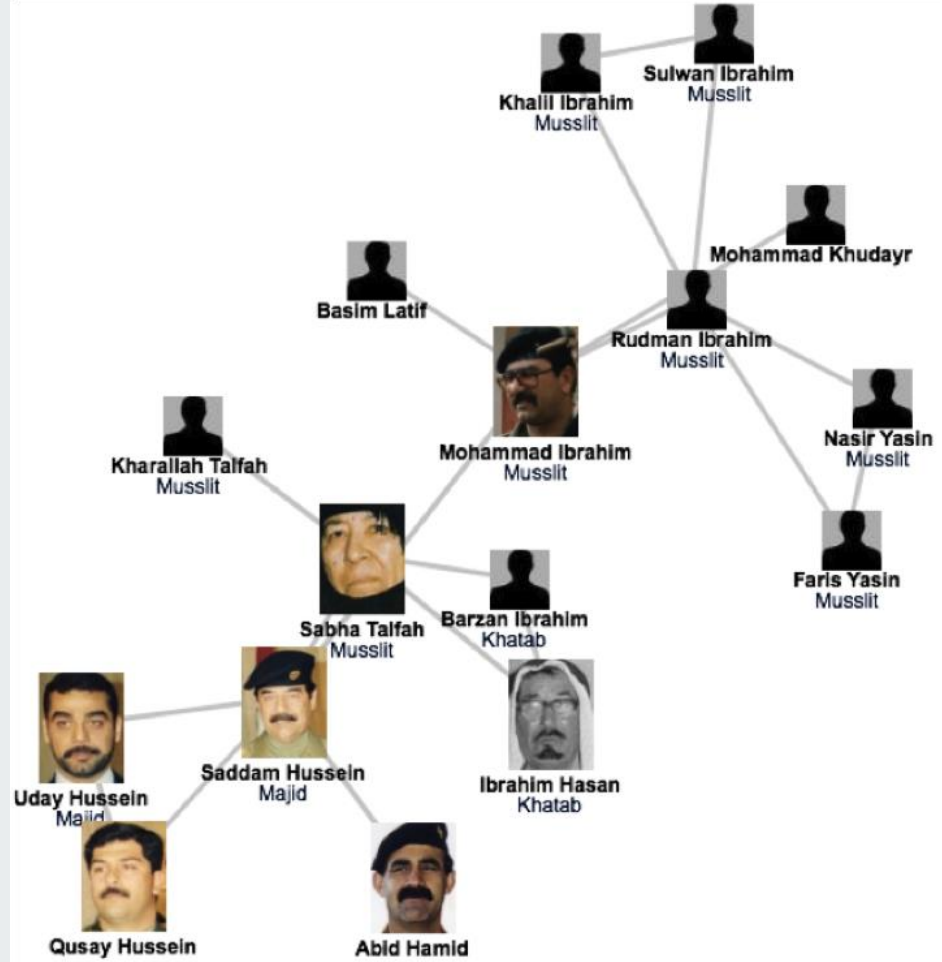 Sulwan Ibrahim
Musslit
Khalil Ibrahim
Musslit
Mohammad Khudayr
Basim Latif
Rudman Ibrahim
Musslit
Nasir Yasin
Musslit
Mohammad Ibrahim
Musslit
Kharallah Talfah
Musslit
Faris Yasin
Musslit
Barzan Ibrahim
Khatab
Sabha Talfah
Musslit
Saddam Hussein
Majid
Ibrahim Hasan
Khatab
Uday Hussein
Majid
Qusay Hussein
Abid Hamid